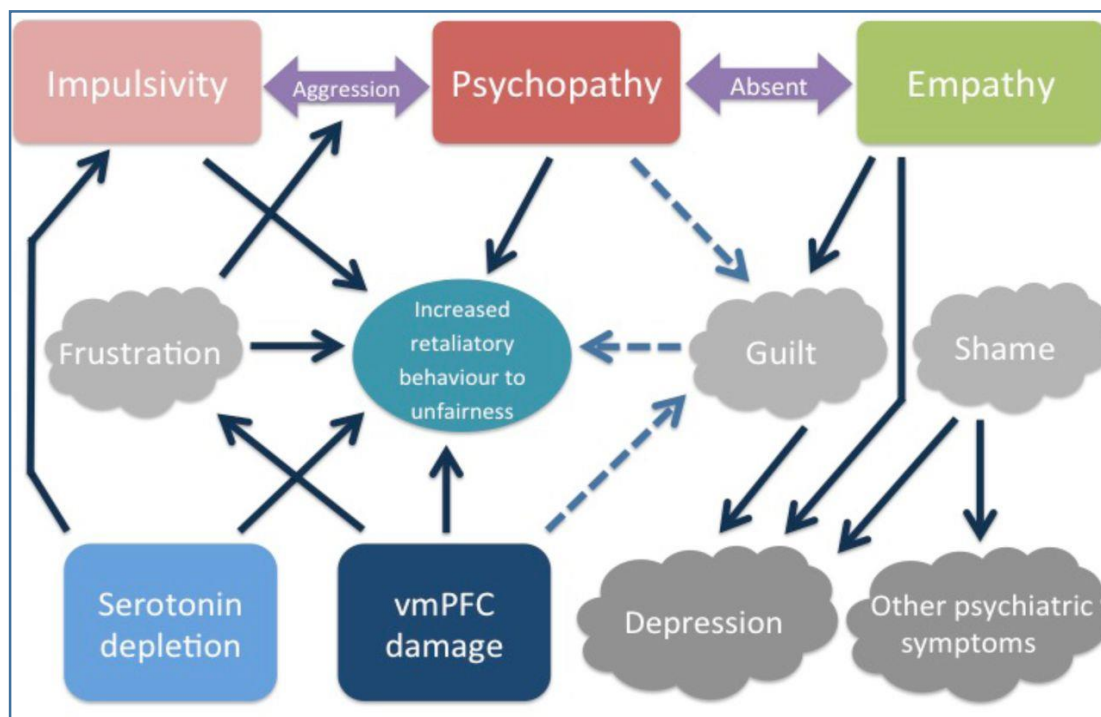 Impulsivity
Aggression
Psychopathy
Absent
Empathy
Frustration
Increased
retaliatory
behaviour to
unfairness
Guilt
Shame
Serotonin
depletion
vmPFC
damage
Depression
Other psychiatric
symptoms